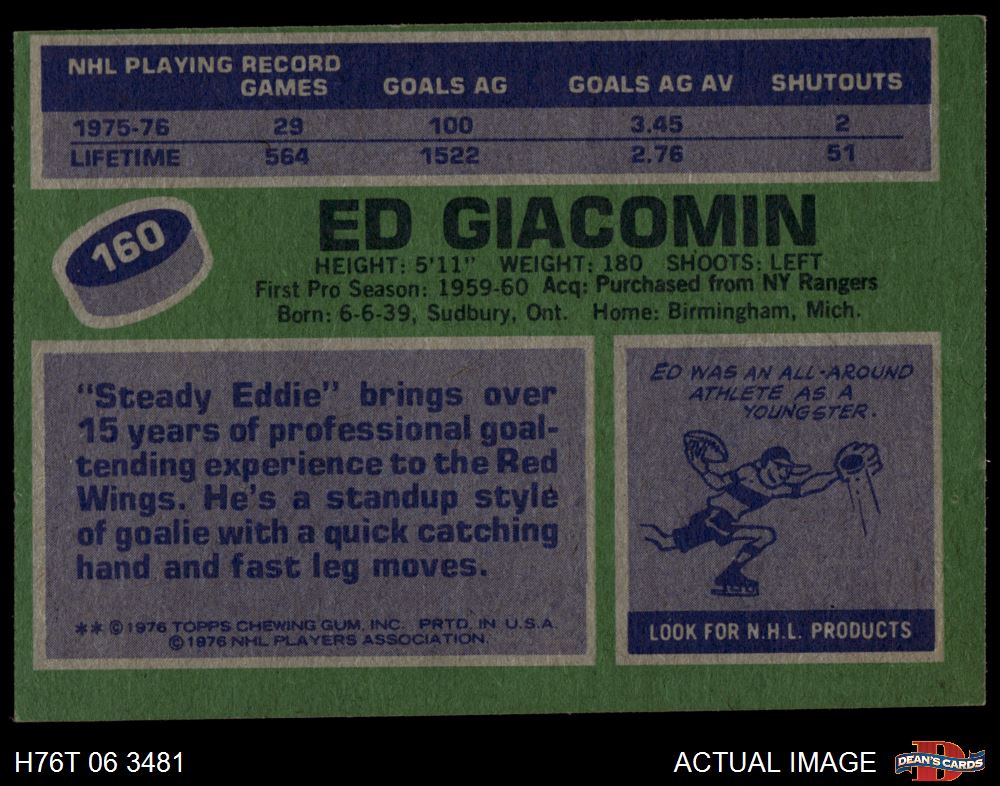 NHL PLAYING RECORD
GAMES GOALS AG GOALS AG AV SHUTOUTS
1975-76 29 100 3.45 2
LIFETIME 564 1522 2.76 51
160
ED GIACOMIN
HEIGHT: 5'11" WEIGHT: 180 SHOOTS: LEFT
First Pro Season: 1959-60 Acq: Purchased from NY Rangers
Born: 6-6-39, Sudbury, Ont. Home: Birmingham, Mich.
"Steady Eddie" brings over
15 years of professional goal-
tending experience to the Red
Wings. He's a standup style
of goalie with a quick catching
hand and fast leg moves.
** © 1976 TOPPS CHEWING GUM, INC. PRTD. IN U.S.A.
© 1976 NHL PLAYERS ASSOCIATION.
ED WAS AN ALL-AROUND
ATHLETE AS A
YOUNGSTER.
LOOK FOR N.H.L. PRODUCTS
H76T 06 3481 ACTUAL IMAGE
D
DEAN'S CARDS